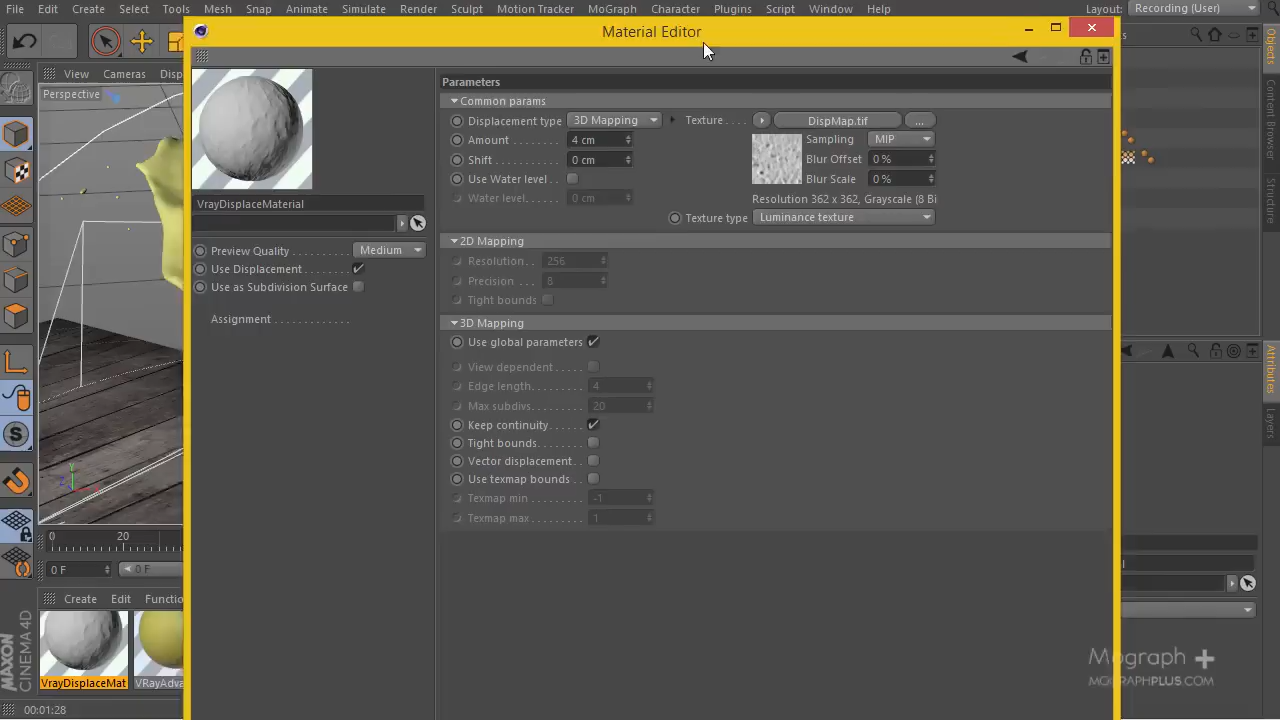 File Edit Create Select Tools Mesh Snap Animate Simulate Render Sculpt Motion Tracker MoGraph Character Plugins Script Window Help Layout: Recording (User)
Material Editor
View Cameras
Perspective
Parameters
Common params
Displacement type 3D Mapping Texture.... DispMap.tif ...
Amount........ 4 cm Sampling MIP
Shift......... 0 cm Blur Offset 0 %
Use Water level.. Blur Scale 0 %
Water level.... 0 cm Resolution 362 x 362, Grayscale (8 Bi
Texture type Luminance texture
VrayDisplaceMaterial
Preview Quality.......... Medium
Use Displacement........
Use as Subdivision Surface
Assignment.............
2D Mapping
Resolution.. 256
Precision... 8
Tight bounds
3D Mapping
Use global parameters
View dependent.....
Edge length......... 4
Max subdivs......... 20
Keep continuity......
Tight bounds........
Vector displacement..
Use texmap bounds..
Texmap min......... -1
Texmap max........ 1
Objects
Content Browser
Structure
Attributes
Layers
0 20
0 F 0 F
Create Edit
VrayDisplaceMat
MAXON
CINEMA 4D
00:01:28
Mograph +
MOGRAPHPLUS.COM